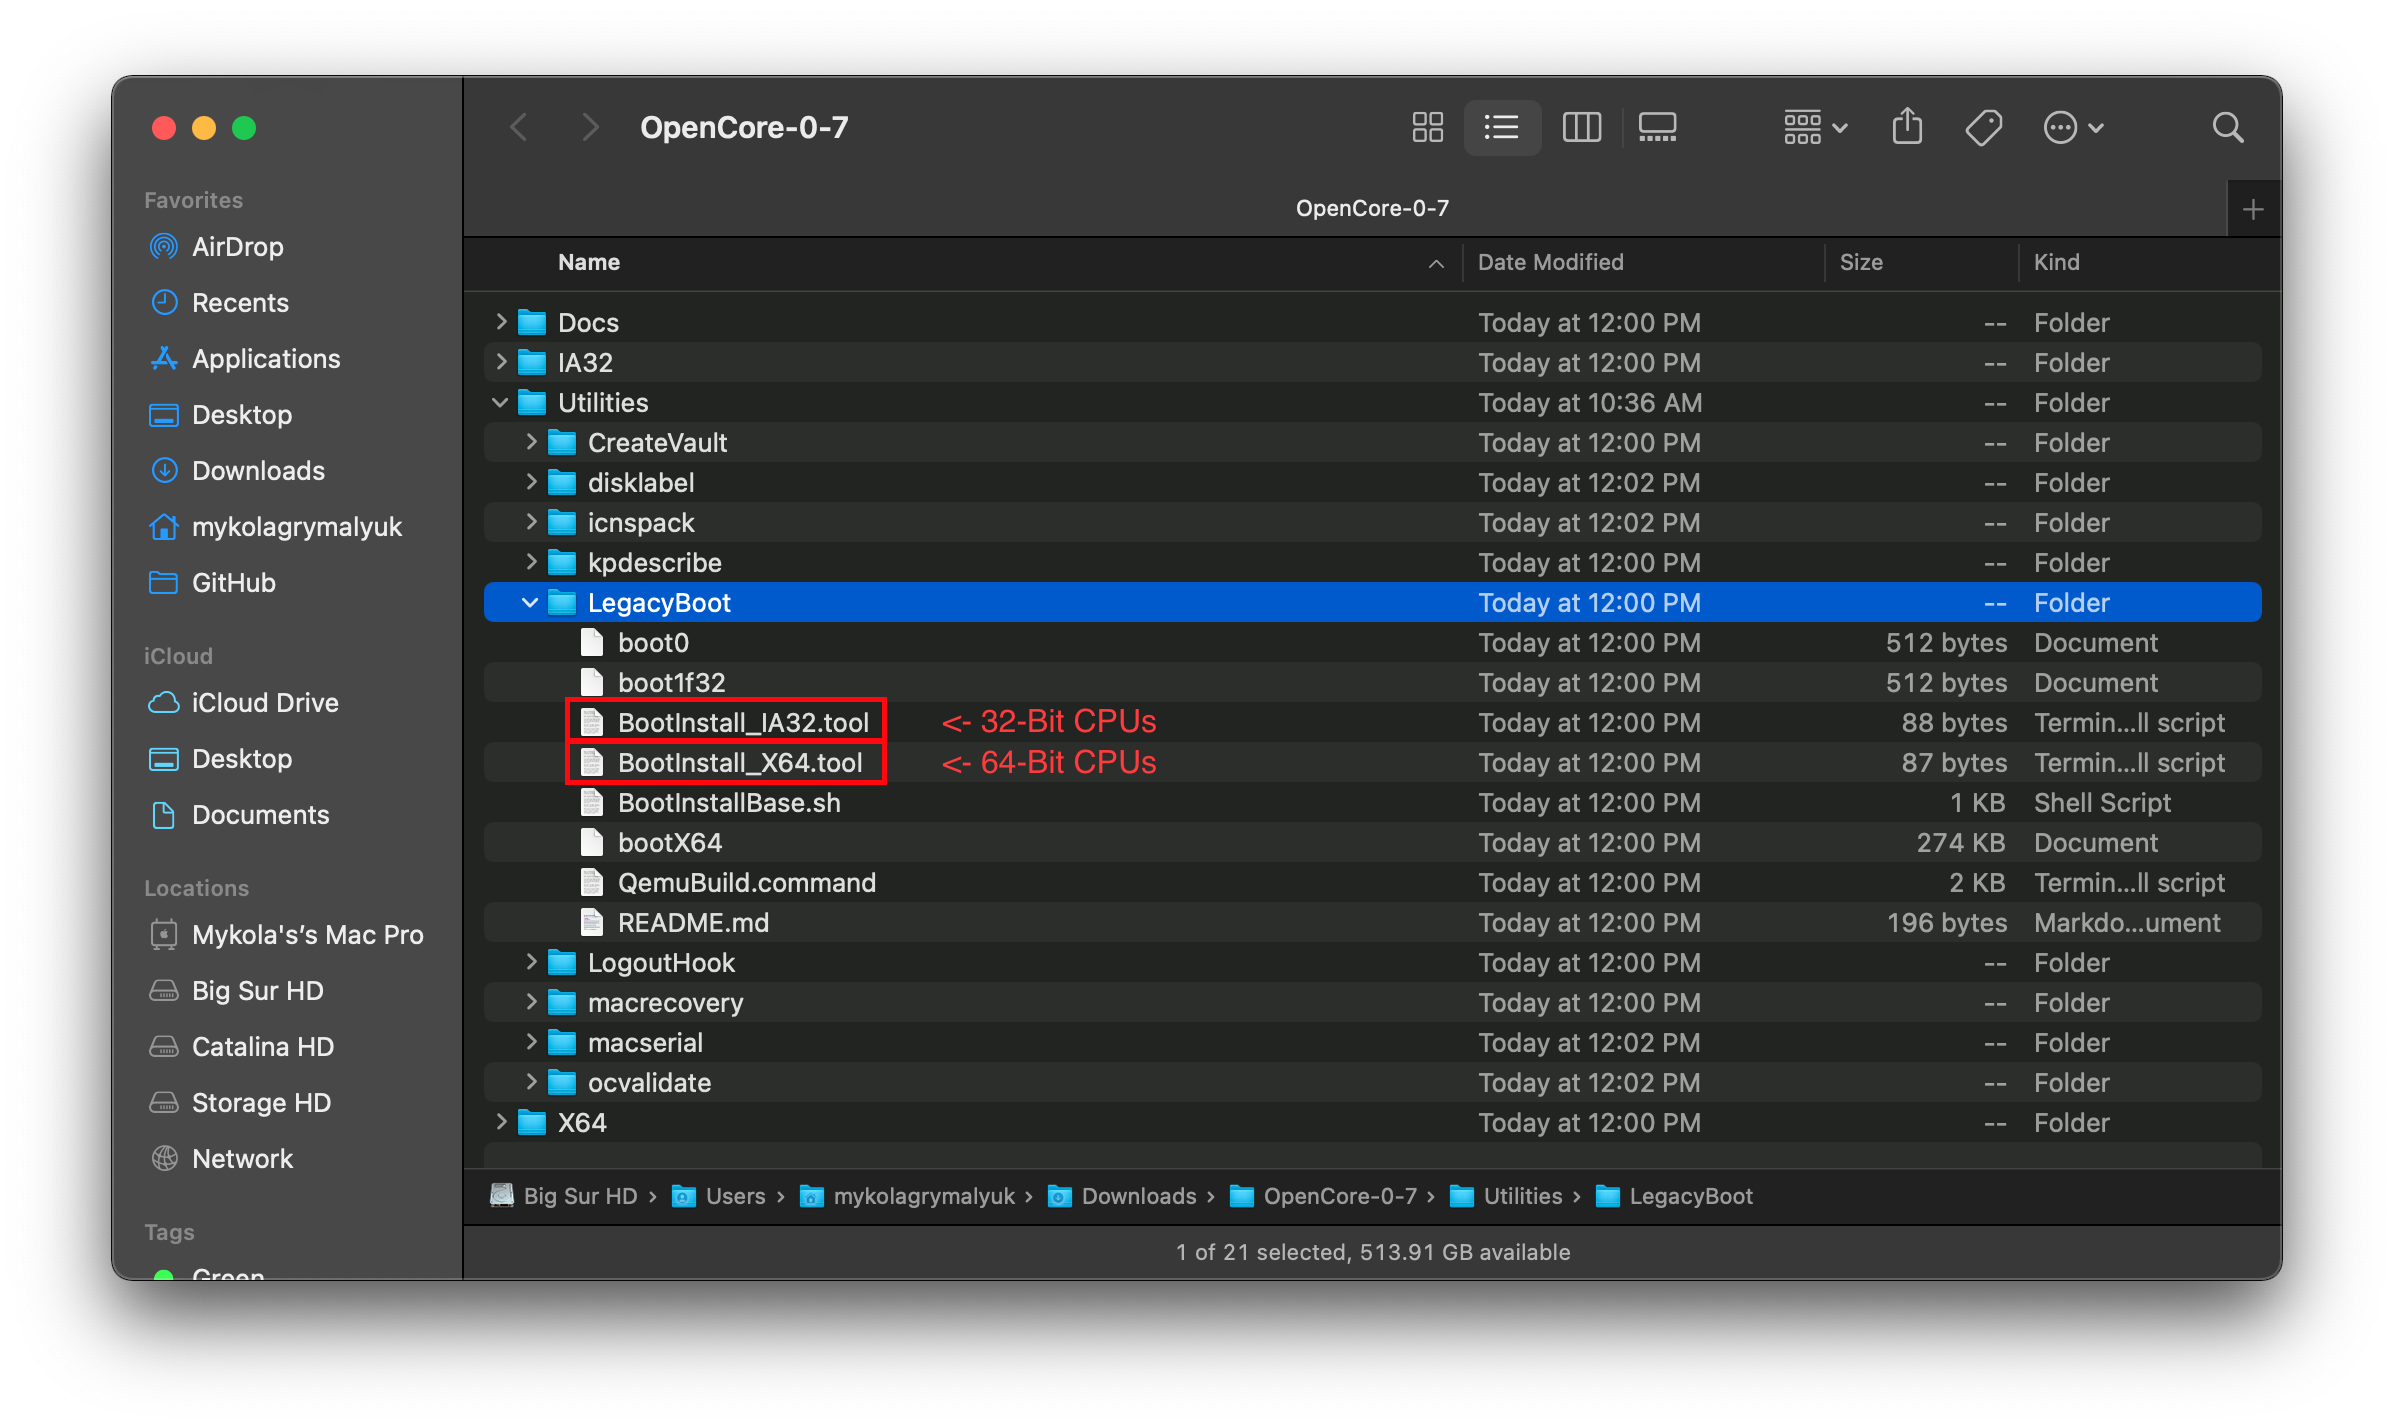 OpenCore-0-7
OpenCore-0-7
Favorites
AirDrop
Recents
Applications
Desktop
Downloads
mykolagrymalyuk
GitHub
iCloud
iCloud Drive
Desktop
Documents
Locations
Mykola's’s Mac Pro
Big Sur HD
Catalina HD
Storage HD
Network
Tags
Green
Name Date Modified Size Kind
Docs Today at 12:00 PM -- Folder
IA32 Today at 12:00 PM -- Folder
Utilities Today at 10:36 AM -- Folder
CreateVault Today at 12:00 PM -- Folder
disklabel Today at 12:02 PM -- Folder
icnspack Today at 12:02 PM -- Folder
kpdescribe Today at 12:00 PM -- Folder
LegacyBoot Today at 12:00 PM -- Folder
boot0 Today at 12:00 PM 512 bytes Document
boot1f32 Today at 12:00 PM 512 bytes Document
BootInstall_IA32.tool <- 32-Bit CPUs Today at 12:00 PM 88 bytes Termin...ll script
BootInstall_X64.tool <- 64-Bit CPUs Today at 12:00 PM 87 bytes Termin...ll script
BootInstallBase.sh Today at 12:00 PM 1 KB Shell Script
bootX64 Today at 12:00 PM 274 KB Document
QemuBuild.command Today at 12:00 PM 2 KB Termin...ll script
README.md Today at 12:00 PM 196 bytes Markdo...ument
LogoutHook Today at 12:00 PM -- Folder
macrecovery Today at 12:00 PM -- Folder
macserial Today at 12:02 PM -- Folder
ocvalidate Today at 12:02 PM -- Folder
X64 Today at 12:00 PM -- Folder
Big Sur HD › Users › mykolagrymalyuk › Downloads › OpenCore-0-7 › Utilities › LegacyBoot
1 of 21 selected, 513.91 GB available